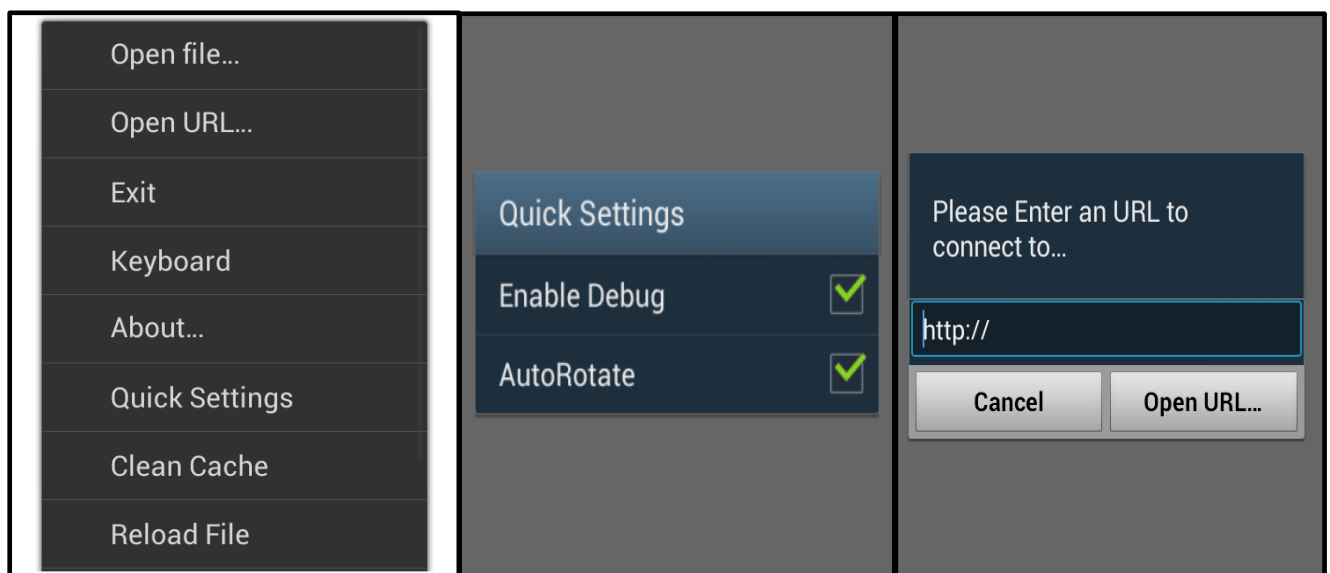 Open file...
Open URL...
Exit
Keyboard
About...
Quick Settings
Clean Cache
Reload File
Quick Settings
Enable Debug
AutoRotate
Please Enter an URL to
connect to...
http://
Cancel
Open URL...